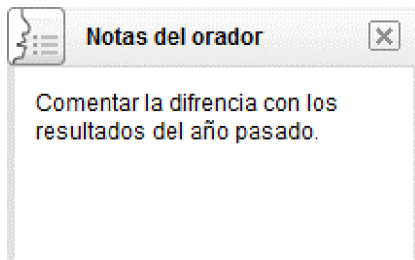 Notas del orador
Comentar la difrencia con los
resultados del año pasado.